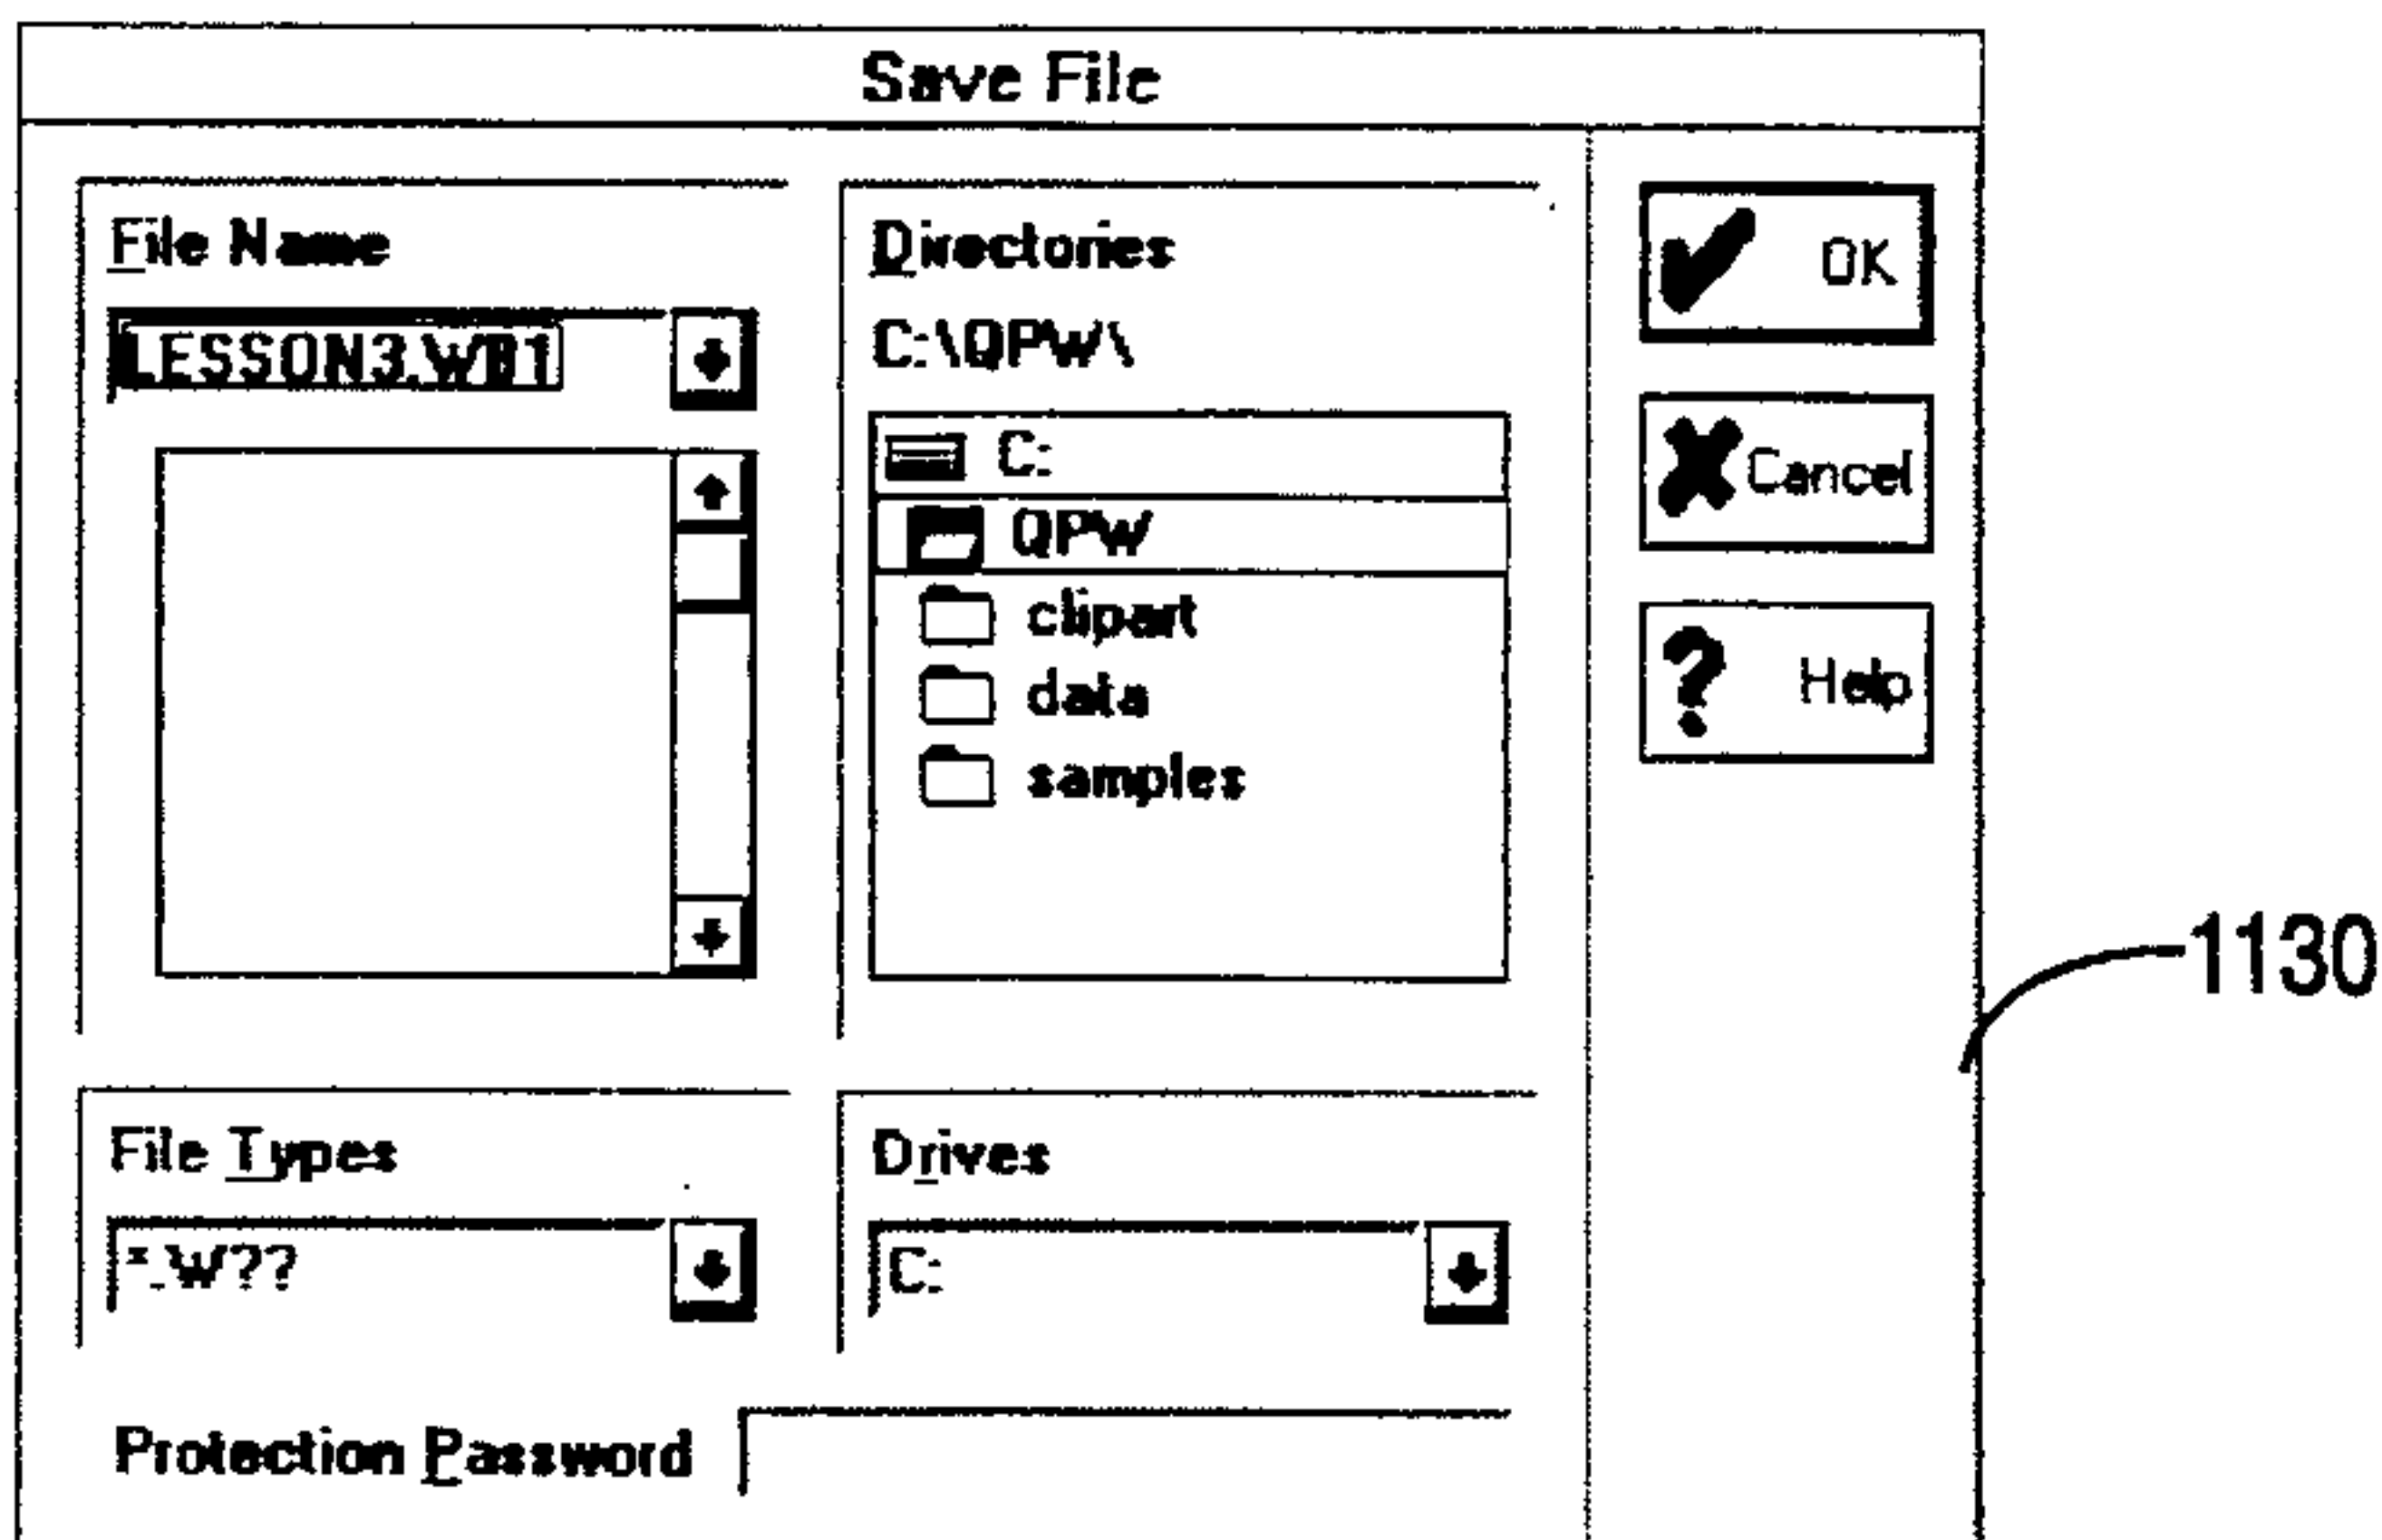 Save File
File Name
LESSON3.WB1
Directories
C:\QPW\
C:
QPW
clipart
data
samples
OK
Cancel
Help
1130
File Types
*.W??
Drives
C:
Protection Password